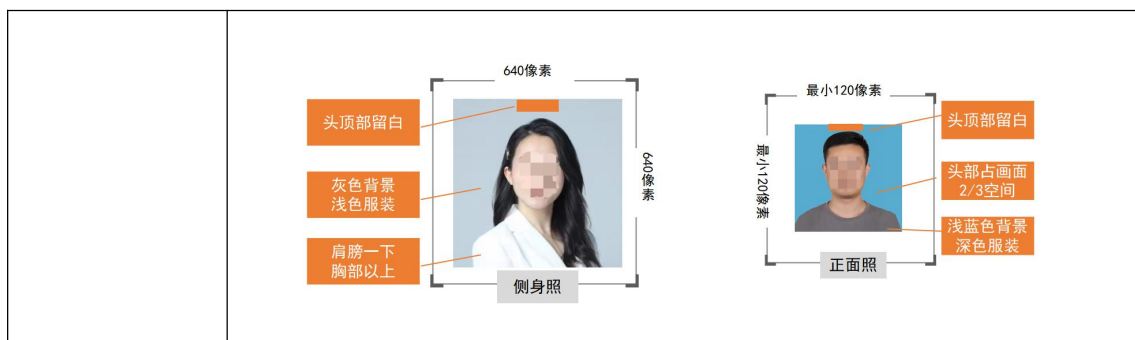 640像素
头顶部留白
灰色背景
浅色服装
肩膀一下
胸部以上
640像素
侧身照
最小120像素
最小120像素
头顶部留白
头部占画面
2/3空间
浅蓝色背景
深色服装
正面照